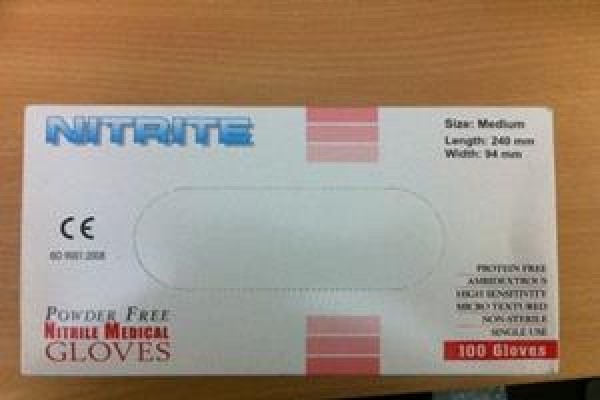 NITRITE
Size: Medium
Length: 240 mm
Width: 94 mm
CE
ISO 9001:2008
PROTEIN FREE
AMBIDEXTROUS
HIGH SENSITIVITY
MICRO TEXTURED
NON-STERILE
SINGLE USE
POWDER FREE
NITRILE MEDICAL
GLOVES
100 Gloves